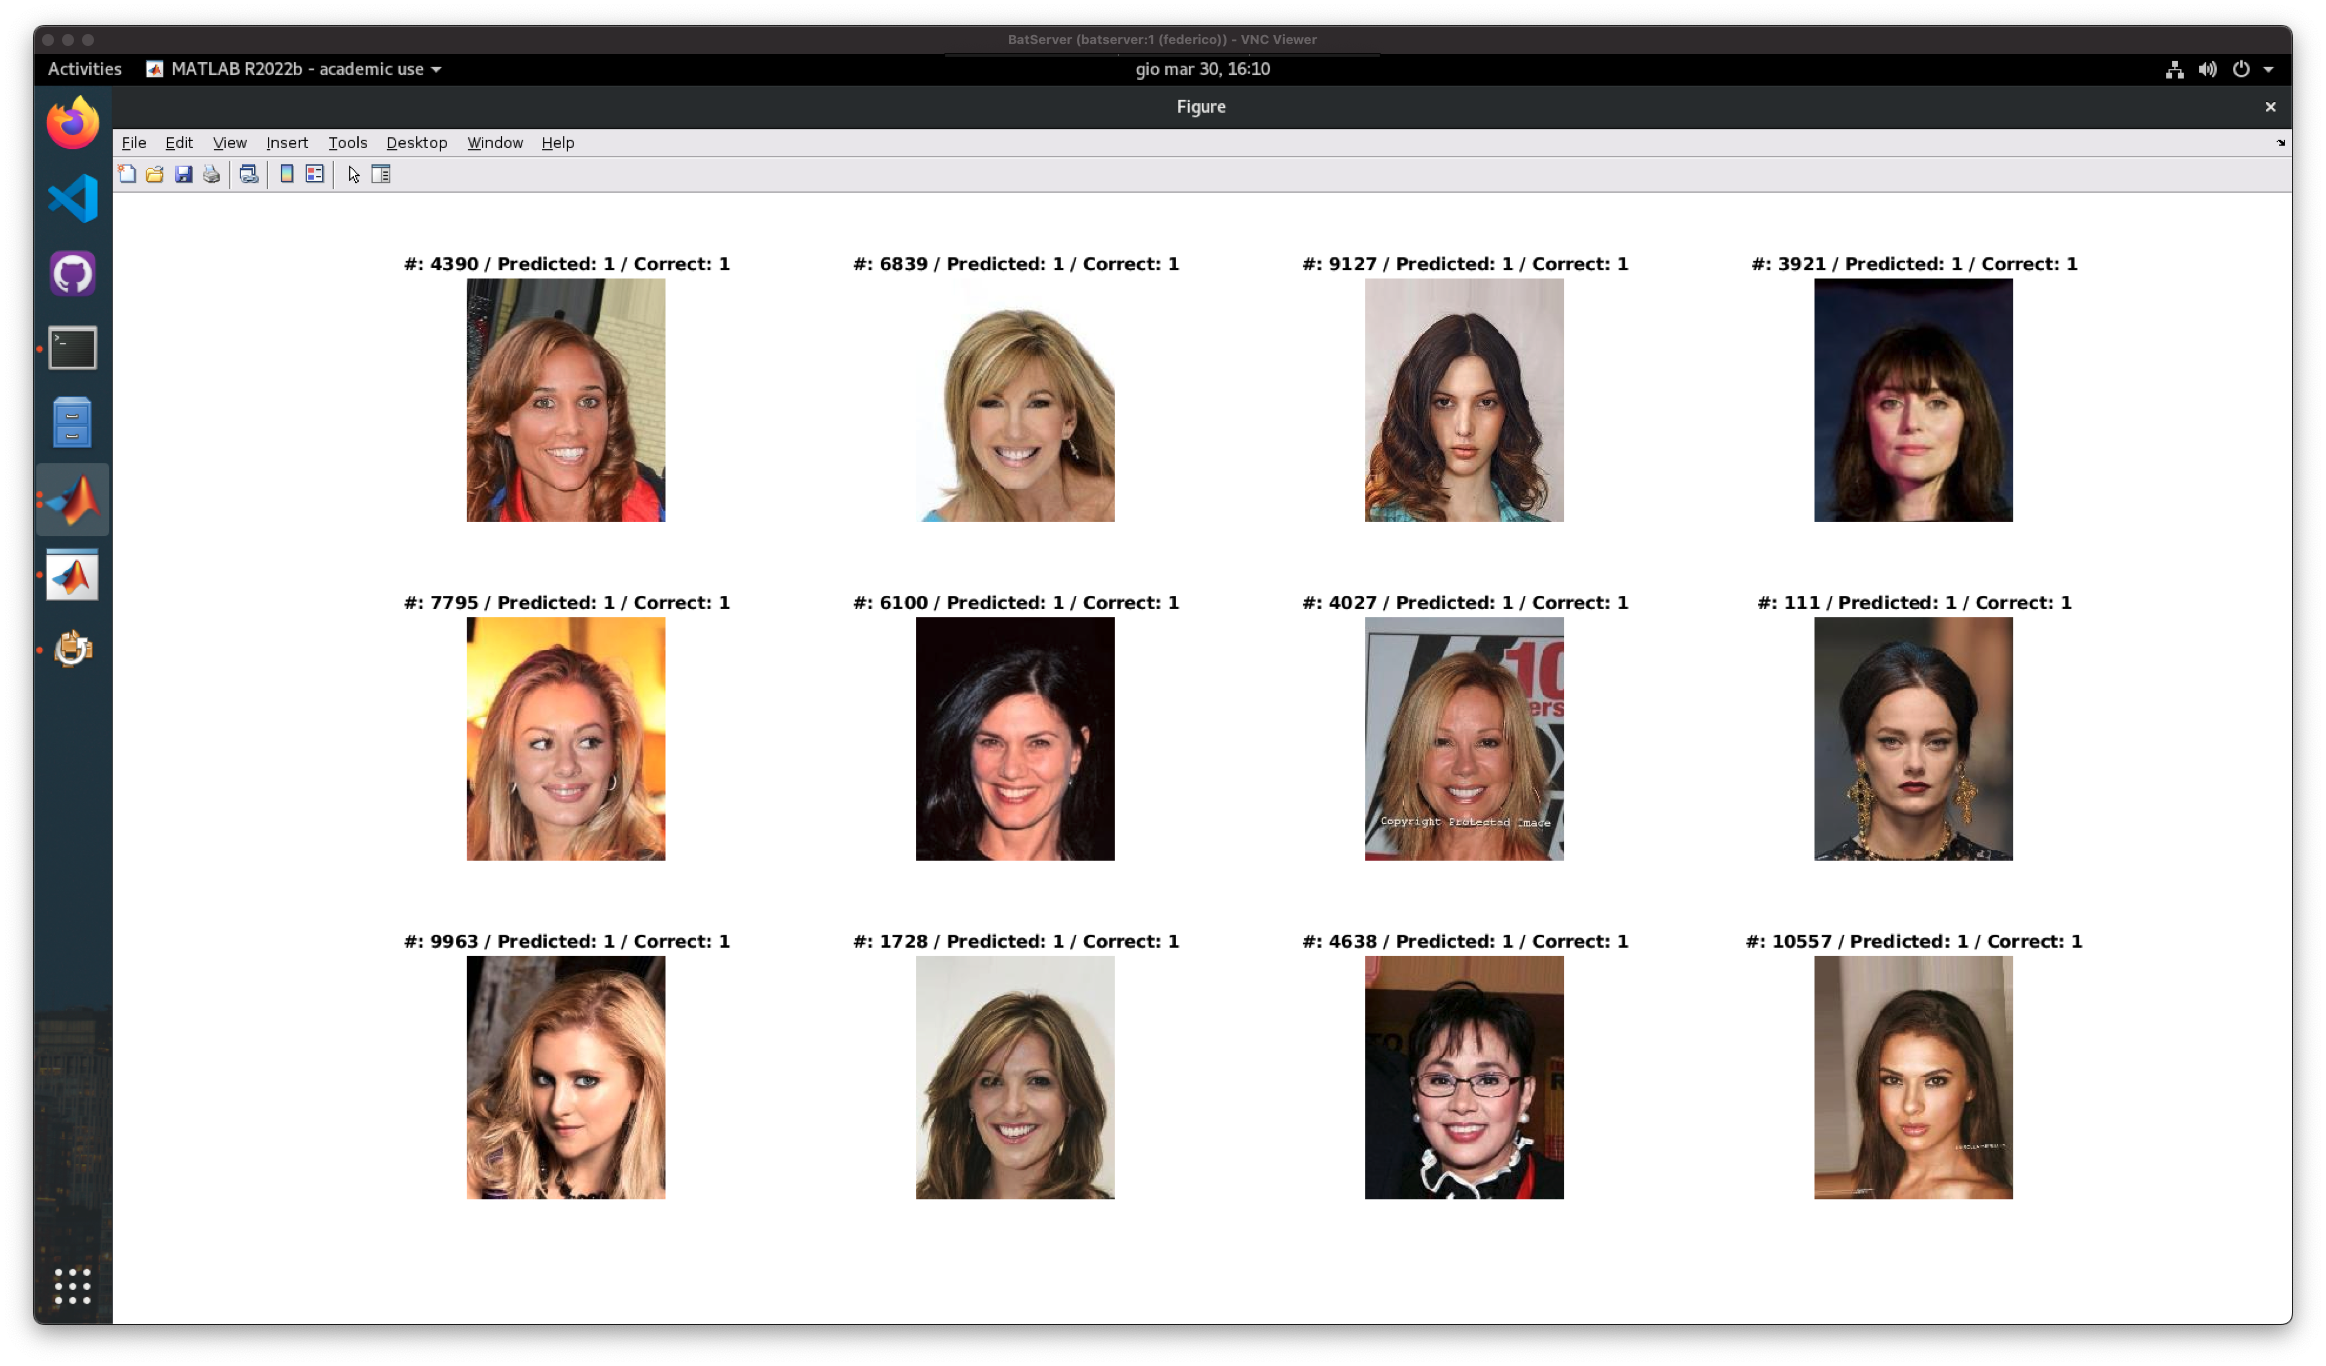 BatServer (batserver:1 (federico)) - VNC Viewer
Activities MATLAB R2022b - academic use gio mar 30, 16:10
Figure
File Edit View Insert Tools Desktop Window Help
#: 4390 / Predicted: 1 / Correct: 1
#: 6839 / Predicted: 1 / Correct: 1
#: 9127 / Predicted: 1 / Correct: 1
#: 3921 / Predicted: 1 / Correct: 1
#: 7795 / Predicted: 1 / Correct: 1
#: 6100 / Predicted: 1 / Correct: 1
#: 4027 / Predicted: 1 / Correct: 1
#: 111 / Predicted: 1 / Correct: 1
10
ers
Copyright Protected Image
#: 9963 / Predicted: 1 / Correct: 1
#: 1728 / Predicted: 1 / Correct: 1
#: 4638 / Predicted: 1 / Correct: 1
#: 10557 / Predicted: 1 / Correct: 1
TO
R